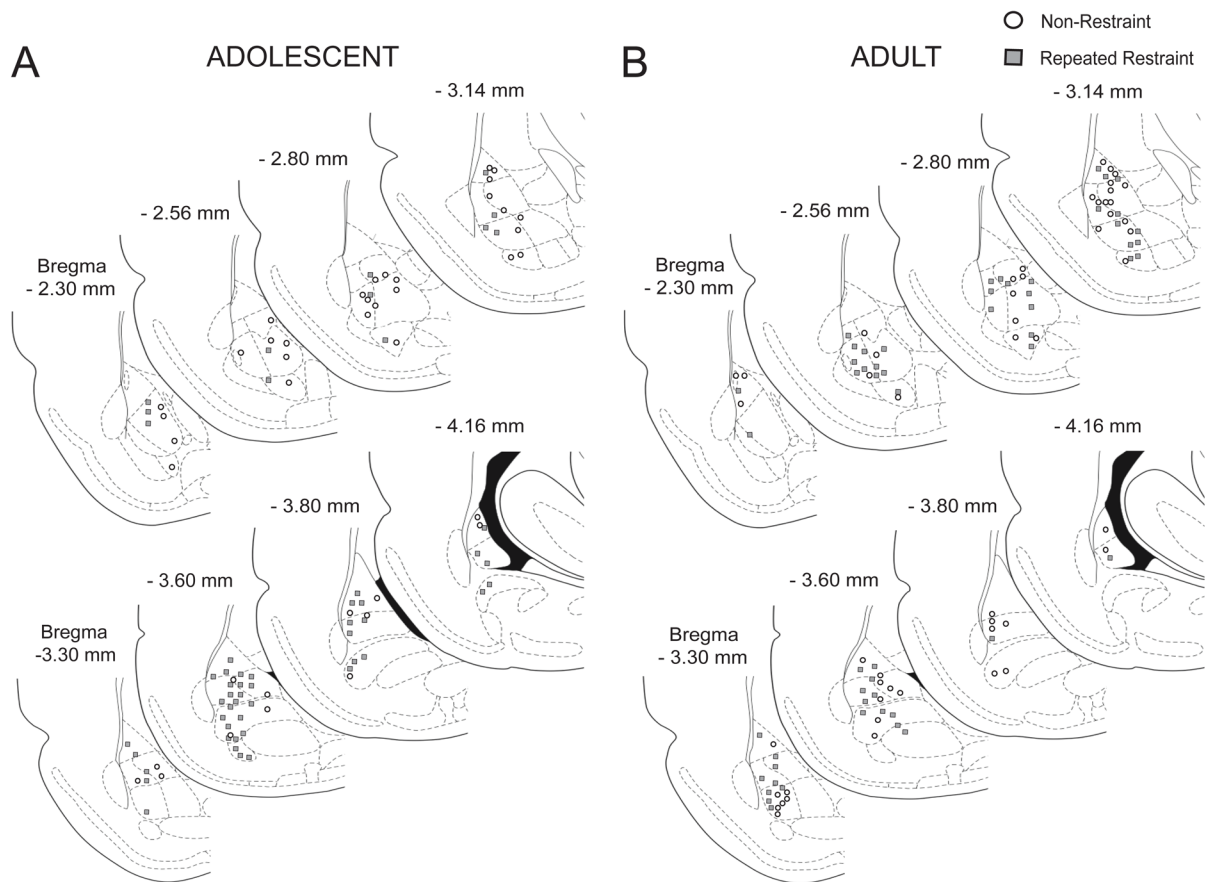 A
ADOLESCENT
- 3.14 mm
- 2.80 mm
- 2.56 mm
Bregma
- 2.30 mm
- 4.16 mm
- 3.80 mm
- 3.60 mm
Bregma
-3.30 mm
B
ADULT
Non-Restraint
Repeated Restraint
- 3.14 mm
- 2.80 mm
- 2.56 mm
Bregma
- 2.30 mm
- 4.16 mm
- 3.80 mm
- 3.60 mm
Bregma
- 3.30 mm